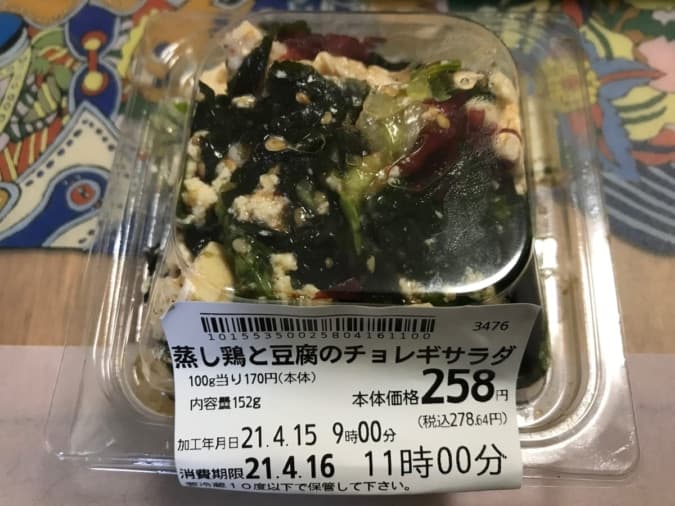 10155350025804161100
3476
蒸し鶏と豆腐のチョレギサラダ
100g当り170円(本体)
本体価格258円
内容量152g
(税込278.64円)
加工年月日21.4.15 9時00分
消費期限21.4.16 11時00分
要冷蔵10度以下で保管して下さい。